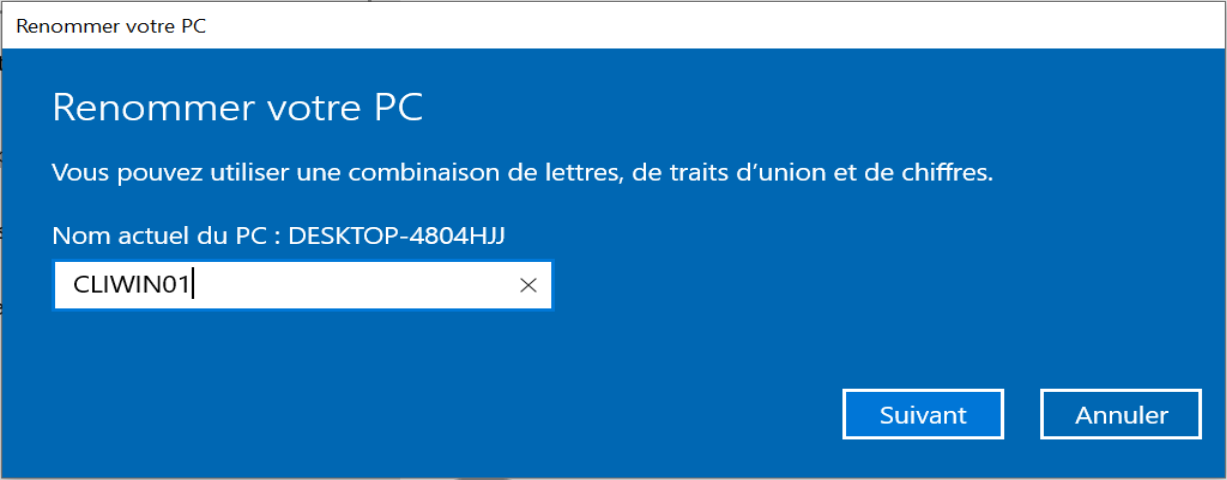 Renommer votre PC
Renommer votre PC
Vous pouvez utiliser une combinaison de lettres, de traits d’union et de chiffres.
Nom actuel du PC : DESKTOP-4804HJJ
CLIWIN01
Suivant Annuler